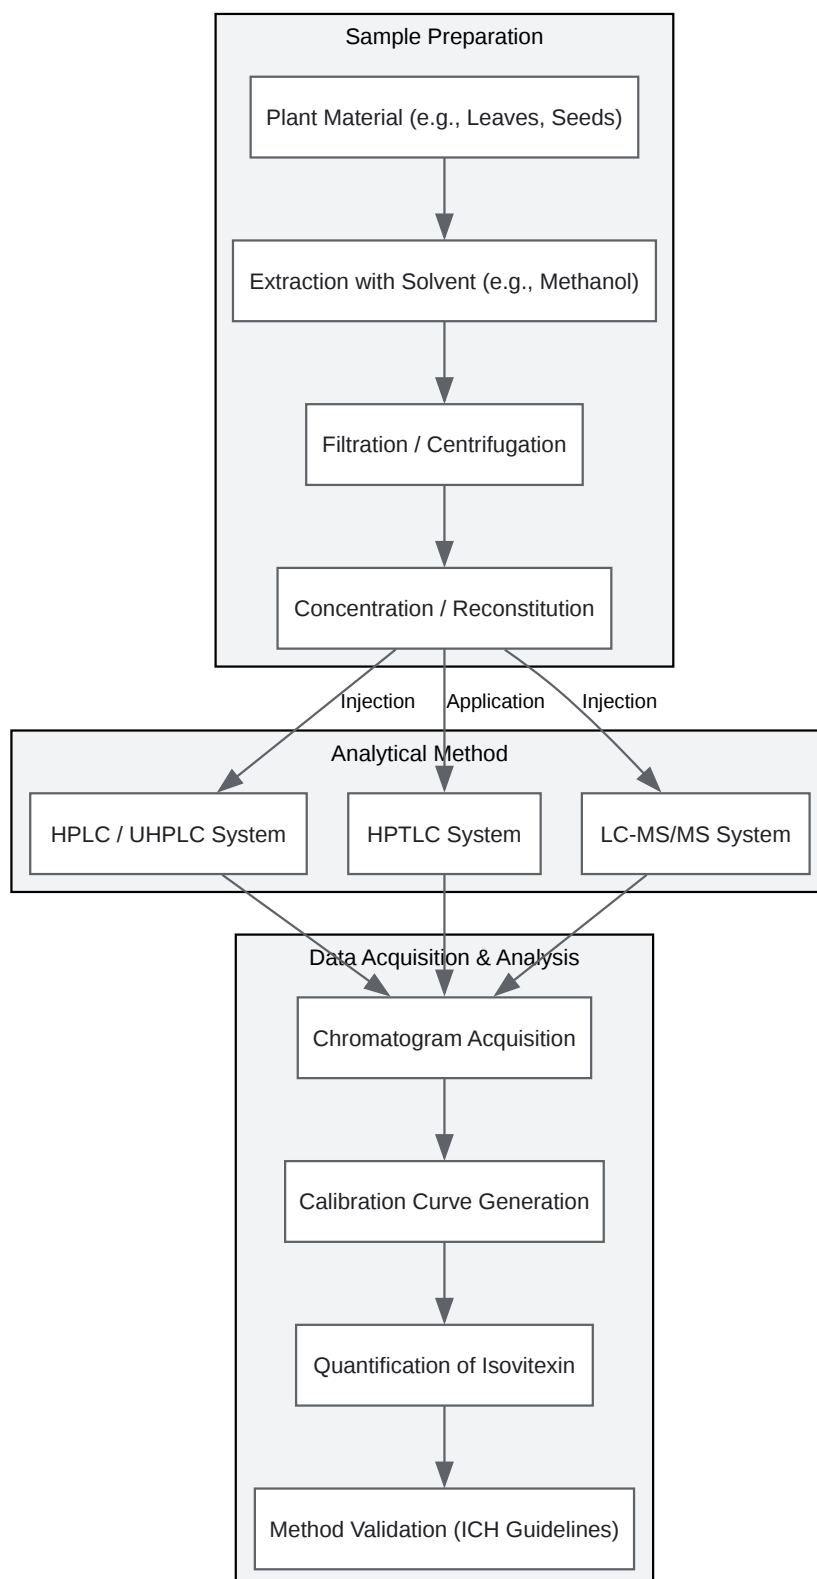 Sample Preparation
Plant Material (e.g., Leaves, Seeds)
Extraction with Solvent (e.g., Methanol)
Filtration / Centrifugation
Concentration / Reconstitution
Injection
Application
Injection
Analytical Method
HPLC / UHPLC System
HPTLC System
LC-MS/MS System
Data Acquisition & Analysis
Chromatogram Acquisition
Calibration Curve Generation
Quantification of Isovitexin
Method Validation (ICH Guidelines)